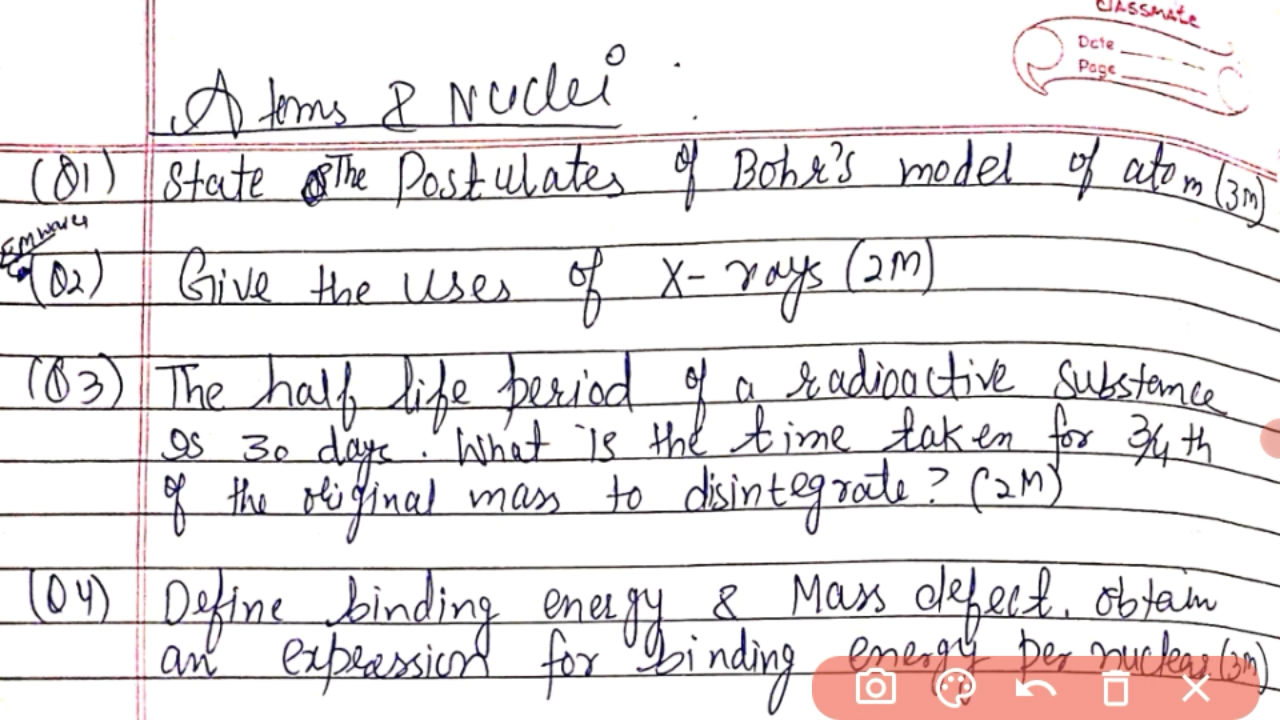 classmate
Date
Page
Atoms & Nuclei
(Q1) State The Postulates of Bohr's model of atom (3M)
EM waves
(Q2) Give the uses of X-rays (2M)
(Q3) The half life period of a radioactive substance
is 30 days. What is the time taken for 3/4th
of the original mass to disintegrate? (2M)
(Q4) Define binding energy & Mass defect. obtain
an expression for binding energy per nucleus (3M)